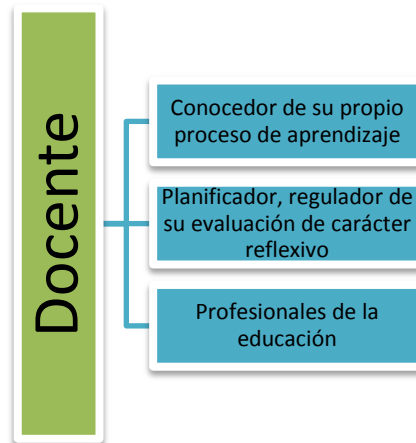 Docente
Conocedor de su propio
proceso de aprendizaje
Planificador, regulador de
su evaluación de carácter
reflexivo
Profesionales de la
educación